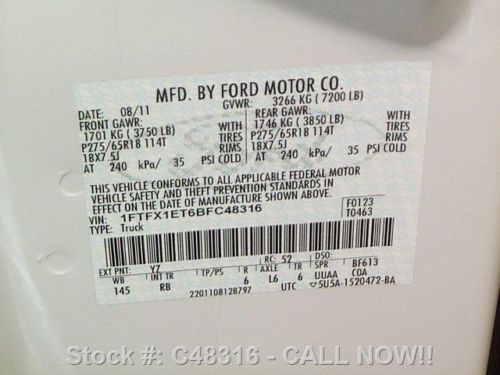 MFD. BY FORD MOTOR CO.
DATE: 08/11 GVWR: 3266 KG ( 7200 LB)
FRONT GAWR: REAR GAWR:
1701 KG ( 3750 LB) WITH 1746 KG ( 3850 LB) WITH
P275/65R18 114T TIRES P275/65R18 114T TIRES
18X7.5J RIMS 18X7.5J RIMS
AT 240 kPa/ 35 PSI COLD AT 240 kPa/ 35 PSI COLD
THIS VEHICLE CONFORMS TO ALL APPLICABLE FEDERAL MOTOR
VEHICLE SAFETY AND THEFT PREVENTION STANDARDS IN
EFFECT ON THE DATE OF MANUFACTURE SHOWN ABOVE.
VIN: 1FTFX1ET6BFC48316 F0123
TYPE: Truck T0463
EXT PNT: YZ RC: 52 DSO:
WB BRK INT TR TP/PS R AXLE TR SPR BF613
145 RB 6 L6 6 UUAA COA
2201108128797 UTC 5U5A-1520472-BA
Stock #: C48316 - CALL NOW!!